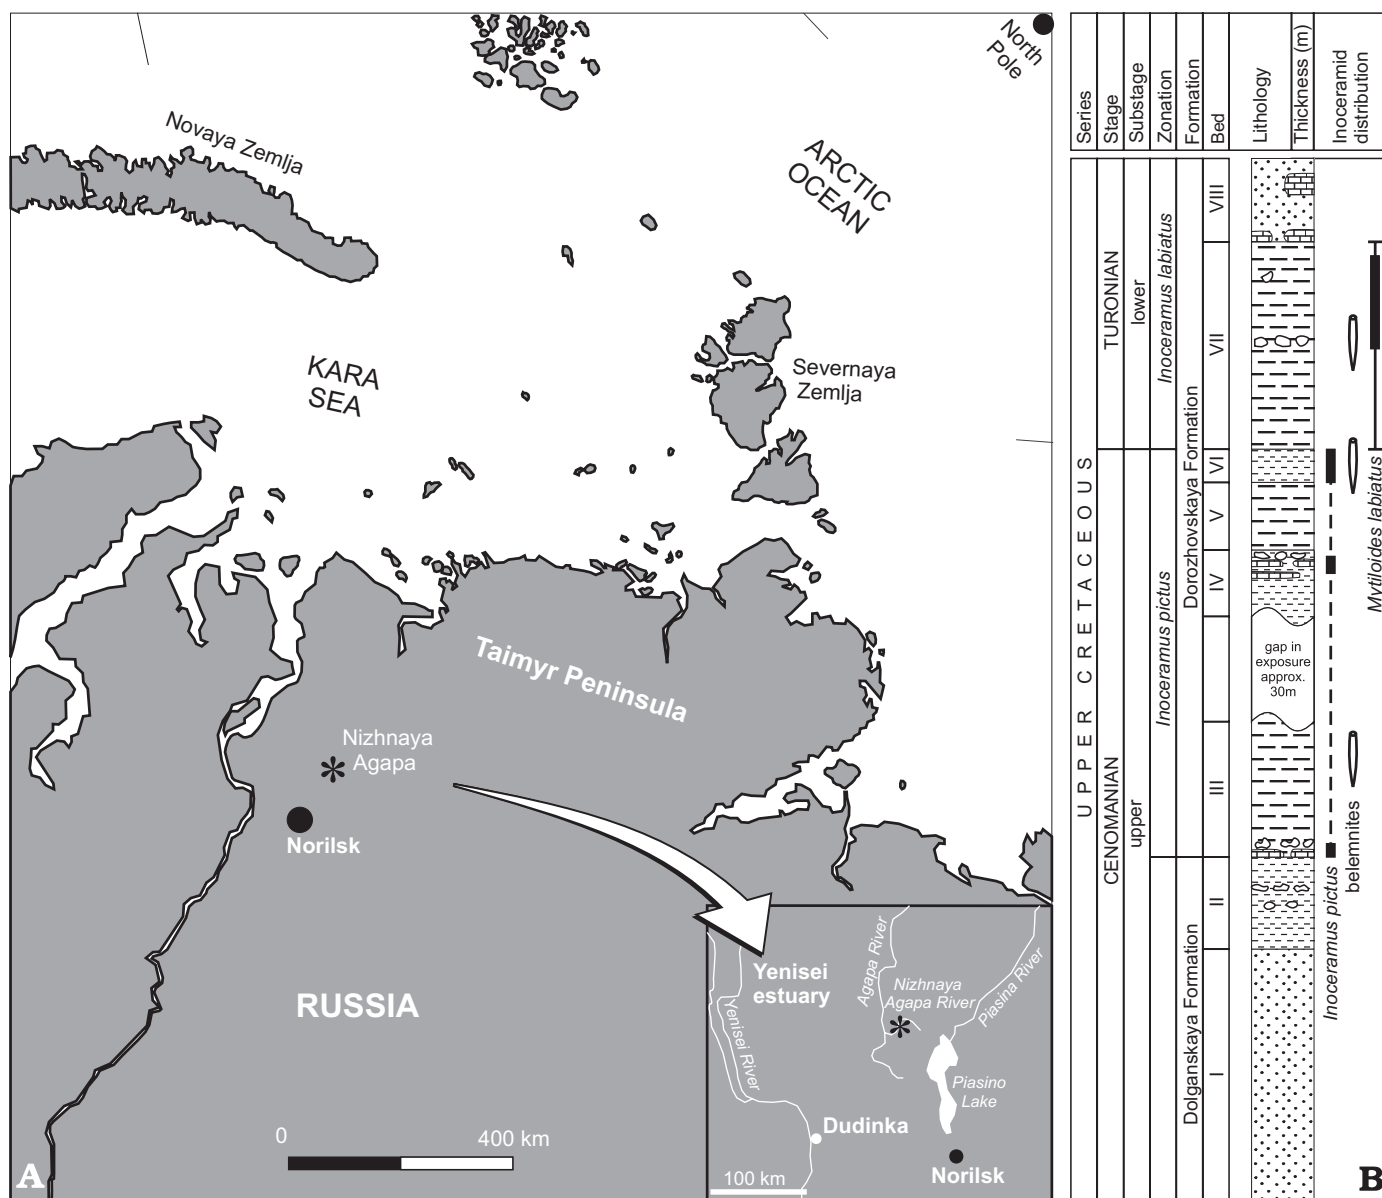 North
Pole
Novaya Zemlja
ARCTIC
OCEAN
KARA
SEA
Severnaya
Zemlja
Taimyr Peninsula
Nizhnaya
Agapa
Norilsk
RUSSIA
0
400 km
A
Yenisei
estuary
Agapa River
Nizhnaya
Agapa River
Piasina River
Yenisei River
Piasino
Lake
Dudinka
Norilsk
100 km
Series
Stage
Substage
Zonation
Formation
Bed
Lithology
Thickness (m)
Inoceramid
distribution
UPPER CRETACEOUS
TURONIAN
CENOMANIAN
lower
upper
Inoceramus labiatus
Inoceramus pictus
Dorozhovskaya Formation
Dolganskaya Formation
VIII
VII
VI
V
IV
III
II
I
gap in
exposure
approx.
30m
Mytiloides labiatus
belemnites
Inoceramus pictus
B